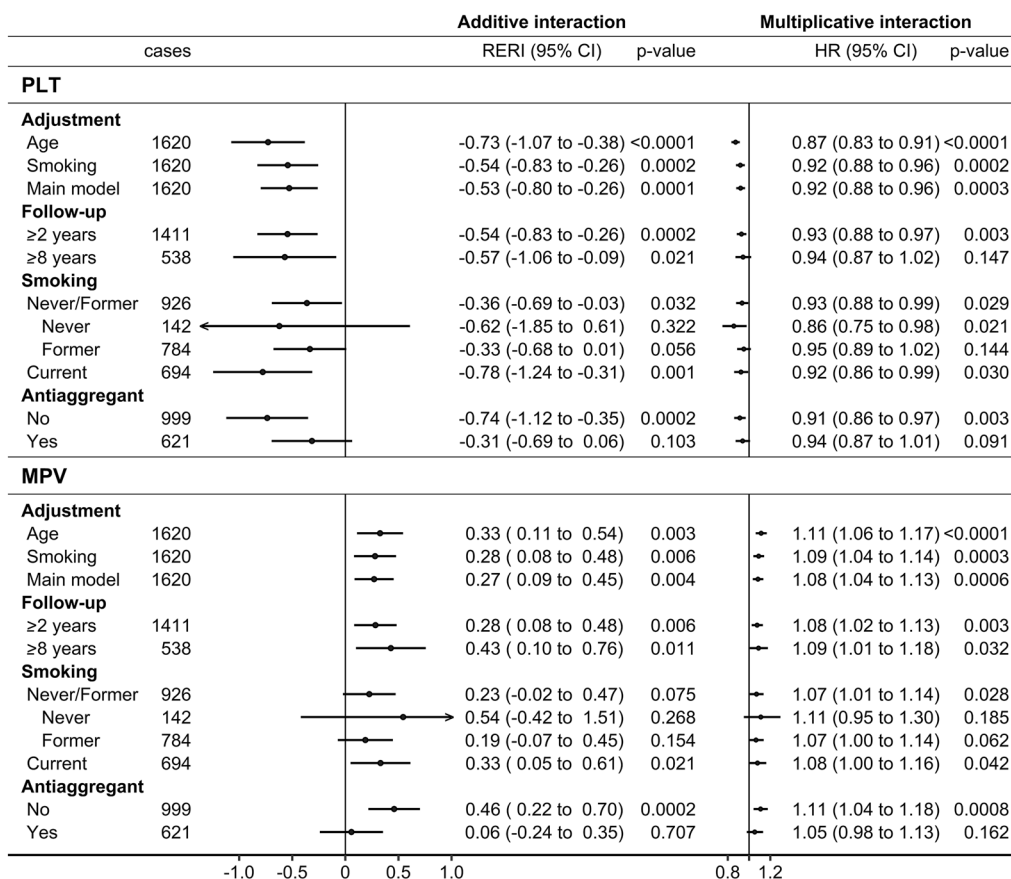 Additive interaction Multiplicative interaction
cases RERI (95% CI) p-value HR (95% CI) p-value
PLT
Adjustment
Age 1620 -0.73 (-1.07 to -0.38) <0.0001 0.87 (0.83 to 0.91) <0.0001
Smoking 1620 -0.54 (-0.83 to -0.26) 0.0002 0.92 (0.88 to 0.96) 0.0002
Main model 1620 -0.53 (-0.80 to -0.26) 0.0001 0.92 (0.88 to 0.96) 0.0003
Follow-up
≥2 years 1411 -0.54 (-0.83 to -0.26) 0.0002 0.93 (0.88 to 0.97) 0.003
≥8 years 538 -0.57 (-1.06 to -0.09) 0.021 0.94 (0.87 to 1.02) 0.147
Smoking
Never/Former 926 -0.36 (-0.69 to -0.03) 0.032 0.93 (0.88 to 0.99) 0.029
Never 142 -0.62 (-1.85 to 0.61) 0.322 0.86 (0.75 to 0.98) 0.021
Former 784 -0.33 (-0.68 to 0.01) 0.056 0.95 (0.89 to 1.02) 0.144
Current 694 -0.78 (-1.24 to -0.31) 0.001 0.92 (0.86 to 0.99) 0.030
Antiaggregant
No 999 -0.74 (-1.12 to -0.35) 0.0002 0.91 (0.86 to 0.97) 0.003
Yes 621 -0.31 (-0.69 to 0.06) 0.103 0.94 (0.87 to 1.01) 0.091
MPV
Adjustment
Age 1620 0.33 ( 0.11 to 0.54) 0.003 1.11 (1.06 to 1.17) <0.0001
Smoking 1620 0.28 ( 0.08 to 0.48) 0.006 1.09 (1.04 to 1.14) 0.0003
Main model 1620 0.27 ( 0.09 to 0.45) 0.004 1.08 (1.04 to 1.13) 0.0006
Follow-up
≥2 years 1411 0.28 ( 0.08 to 0.48) 0.006 1.08 (1.02 to 1.13) 0.003
≥8 years 538 0.43 ( 0.10 to 0.76) 0.011 1.09 (1.01 to 1.18) 0.032
Smoking
Never/Former 926 0.23 (-0.02 to 0.47) 0.075 1.07 (1.01 to 1.14) 0.028
Never 142 0.54 (-0.42 to 1.51) 0.268 1.11 (0.95 to 1.30) 0.185
Former 784 0.19 (-0.07 to 0.45) 0.154 1.07 (1.00 to 1.14) 0.062
Current 694 0.33 ( 0.05 to 0.61) 0.021 1.08 (1.00 to 1.16) 0.042
Antiaggregant
No 999 0.46 ( 0.22 to 0.70) 0.0002 1.11 (1.04 to 1.18) 0.0008
Yes 621 0.06 (-0.24 to 0.35) 0.707 1.05 (0.98 to 1.13) 0.162
-1.0 -0.5 0 0.5 1.0 0.8 1.2